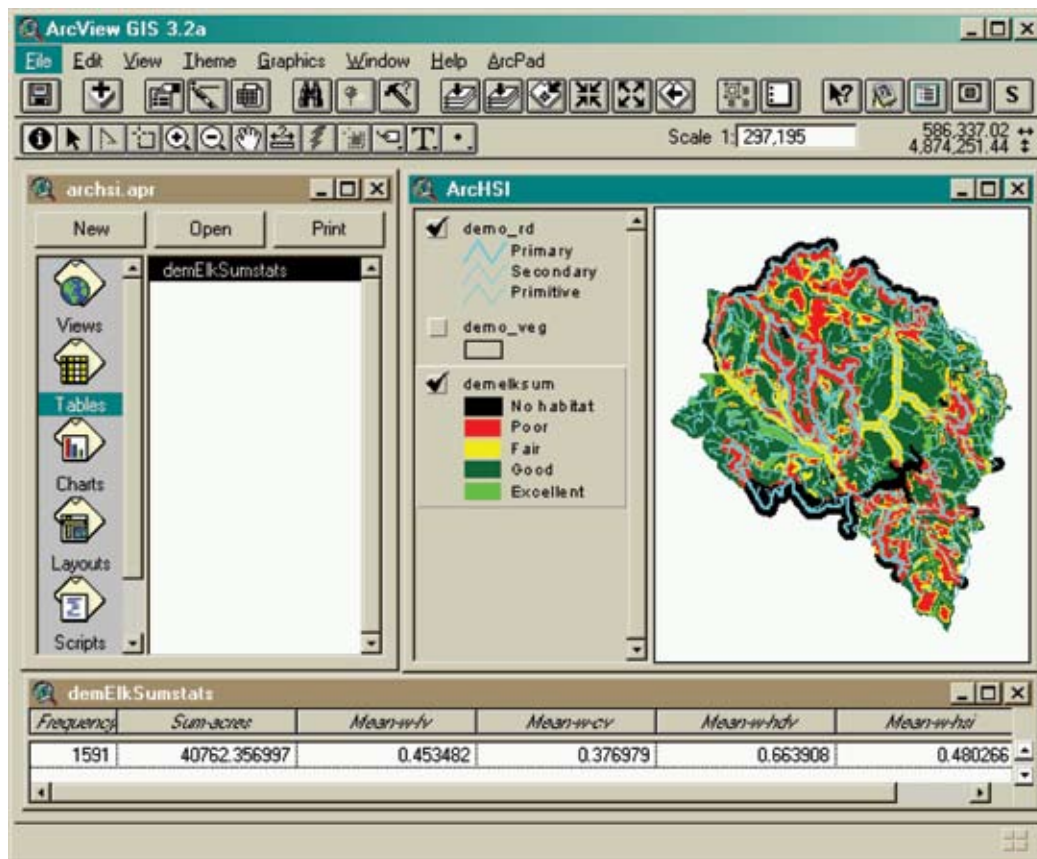 ArcView GIS 3.2a
File Edit View Theme Graphics Window Help ArcPad
S
T
Scale 1: 297,195
586,337.02
4,874,251.44
archsi.apr
New Open Print
demElkSumstats
Views
Tables
Charts
Layouts
Scripts
ArcHSI
demo_rd
Primary
Secondary
Primitive
demo_veg
demelksum
No habitat
Poor
Fair
Good
Excellent
demElkSumstats
Frequency Sum-acres Mean-w-fv Mean-w-cv Mean-w-hdv Mean-w-hsi
1591 40762.356997 0.453482 0.376979 0.663908 0.480266